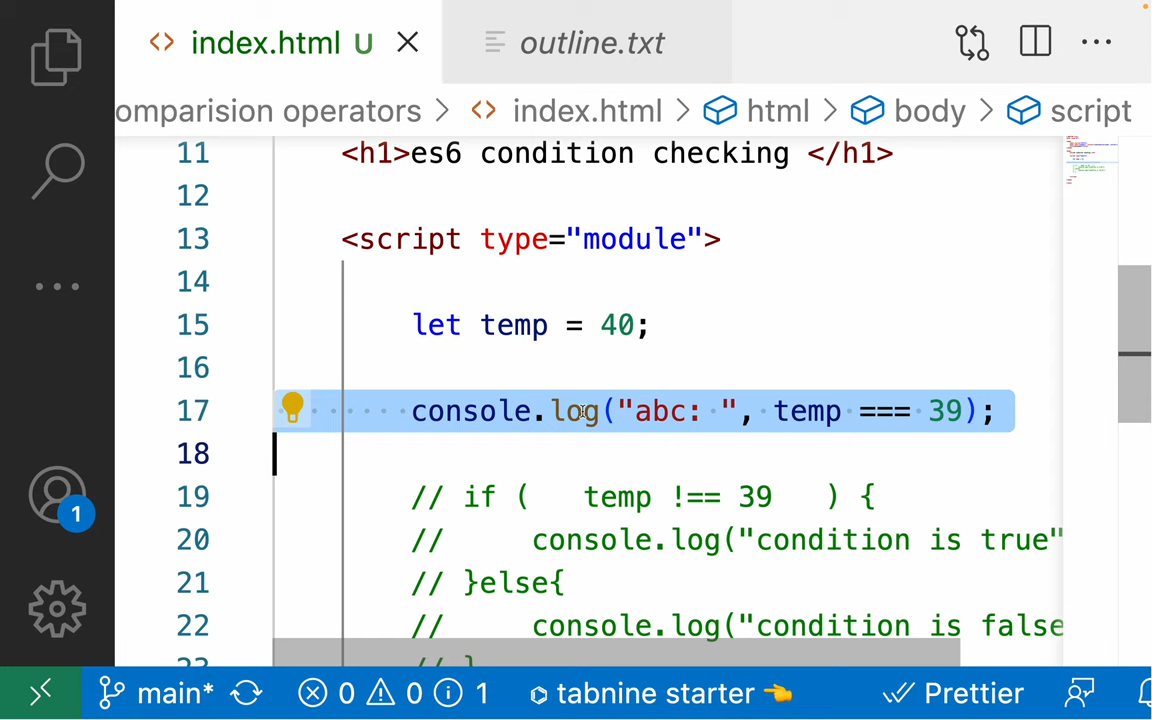 index.html U
outline.txt
omparision operators > index.html > html > body > script
11 <h1>es6 condition checking </h1>
12
13 <script type="module">
14
15 let temp = 40;
16
17 console.log("abc: ", temp === 39);
18
19 // if (   temp !== 39   ) {
20 //     console.log("condition is true"
21 // }else{
22 //     console.log("condition is false
23 // }
1
main* 0 0 1 tabnine starter Prettier